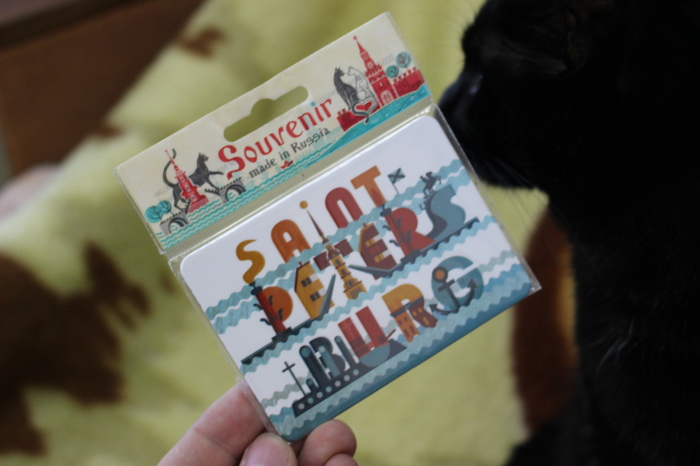 Souvenir
made in Russia
SAINT
PETERS
BURG